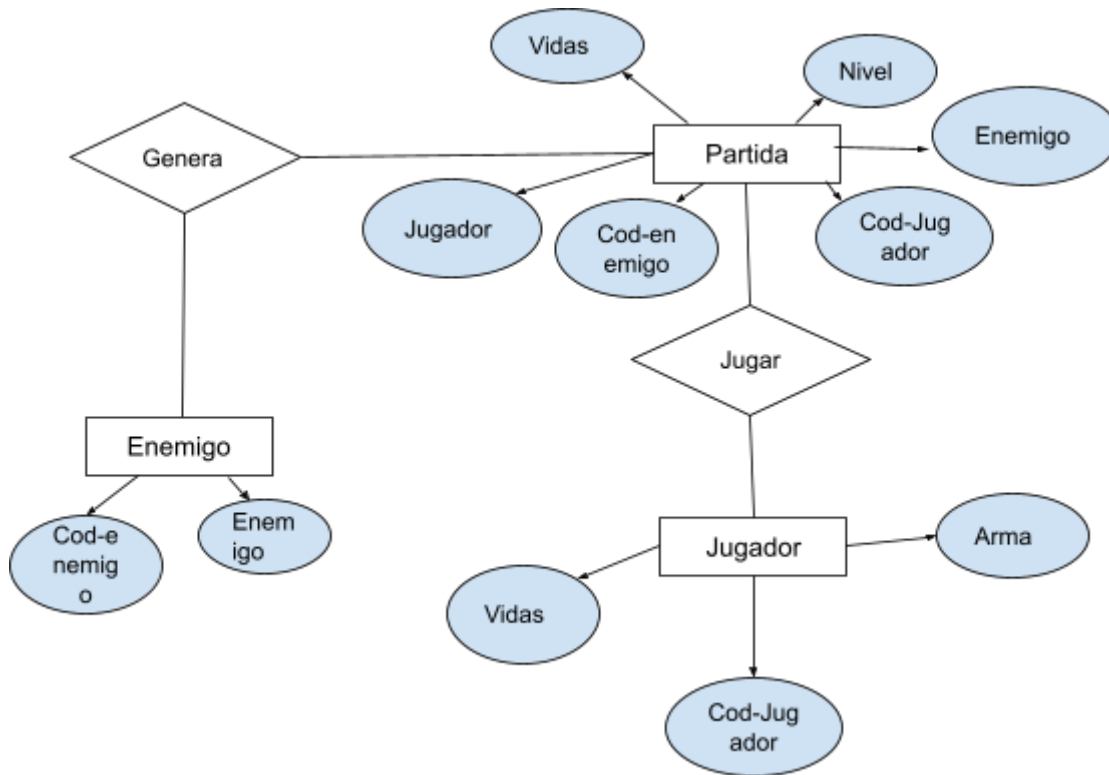 Vidas
Nivel
Enemigo
Genera
Partida
Jugador
Cod-en
emigo
Cod-Jug
ador
Jugar
Enemigo
Cod-e
nemig
o
Enem
igo
Jugador
Arma
Vidas
Cod-Jug
ador